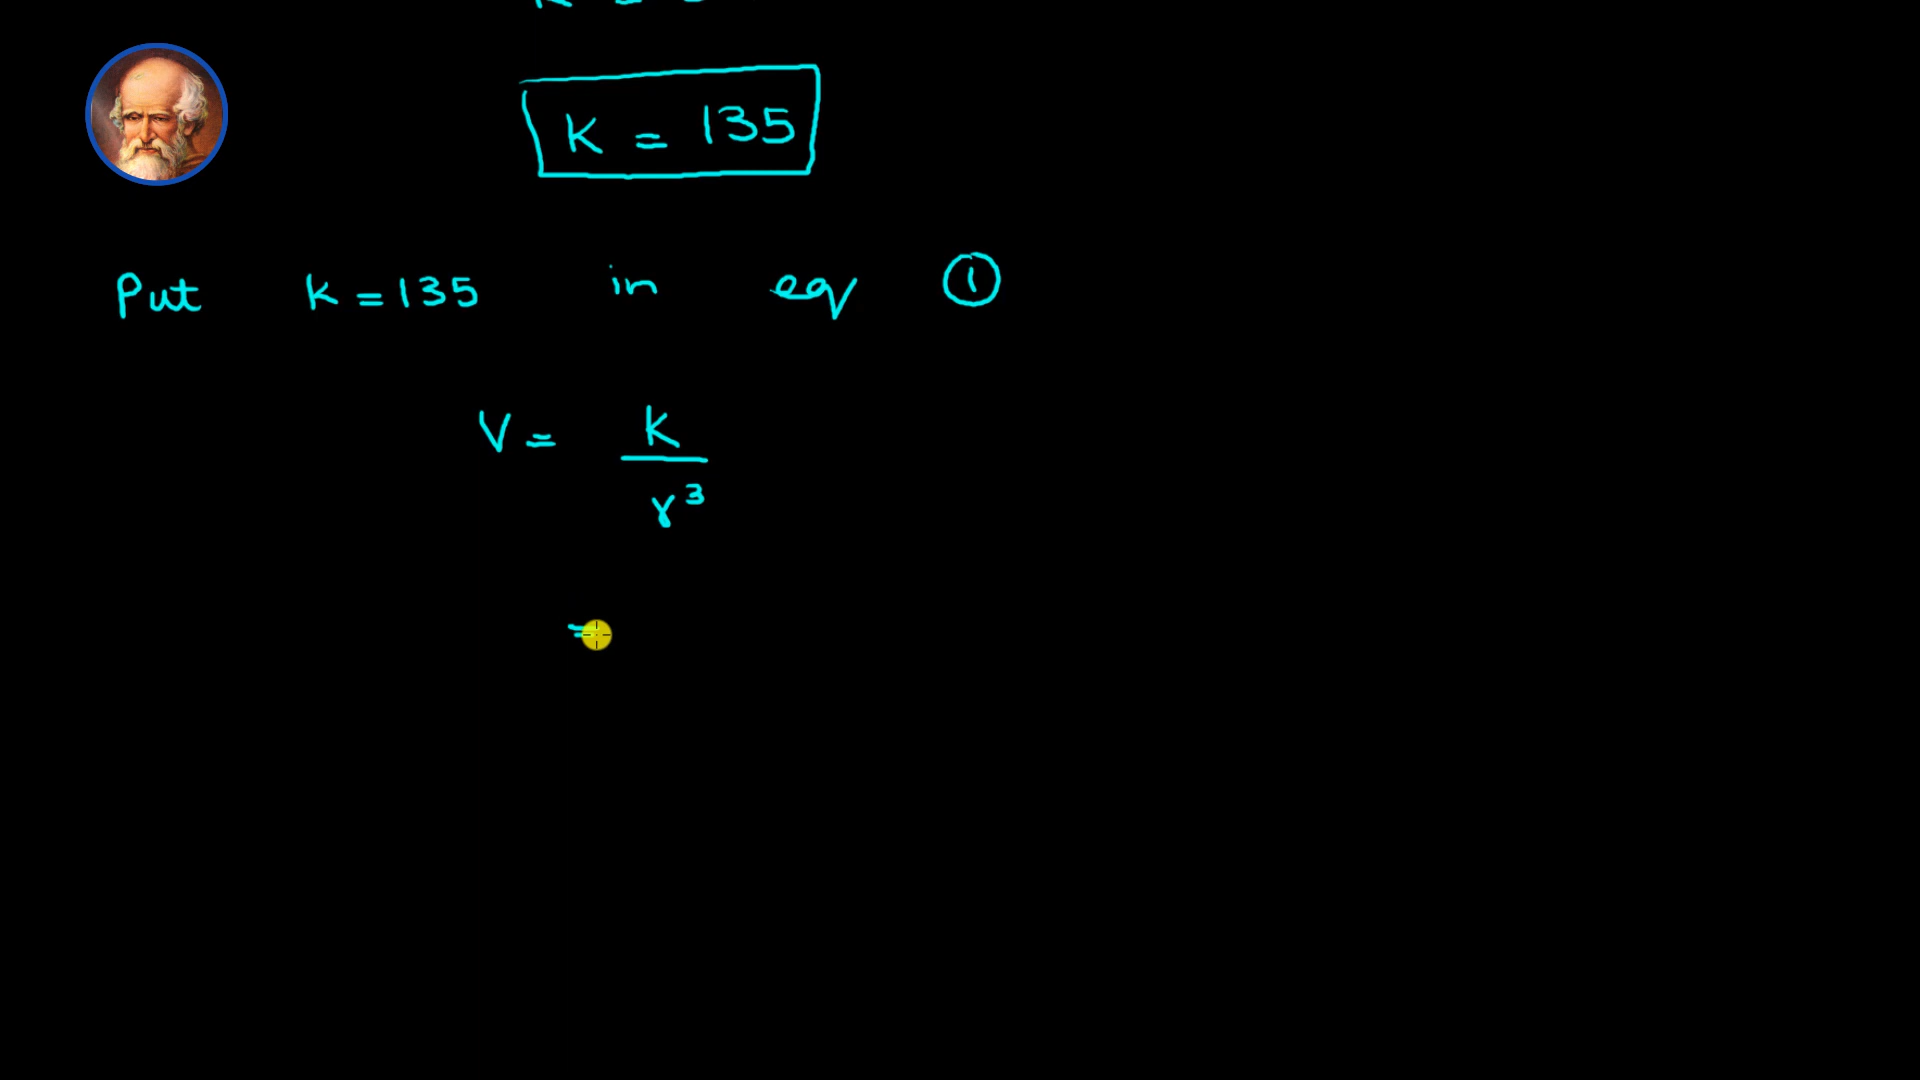 K = 135
Put K = 135 in eq ①
V = K / r³
=